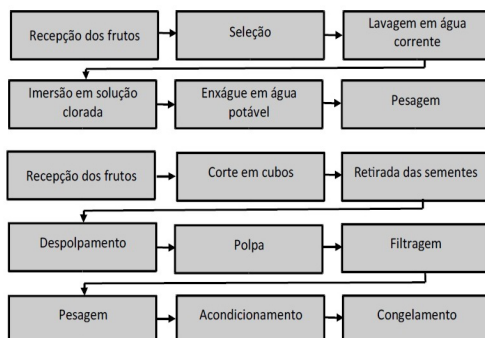 Recepção dos frutos
Seleção
Lavagem em água
corrente
Imersão em solução
clorada
Enxágue em água
potável
Pesagem
Recepção dos frutos
Corte em cubos
Retirada das sementes
Despolpamento
Polpa
Filtragem
Pesagem
Acondicionamento
Congelamento